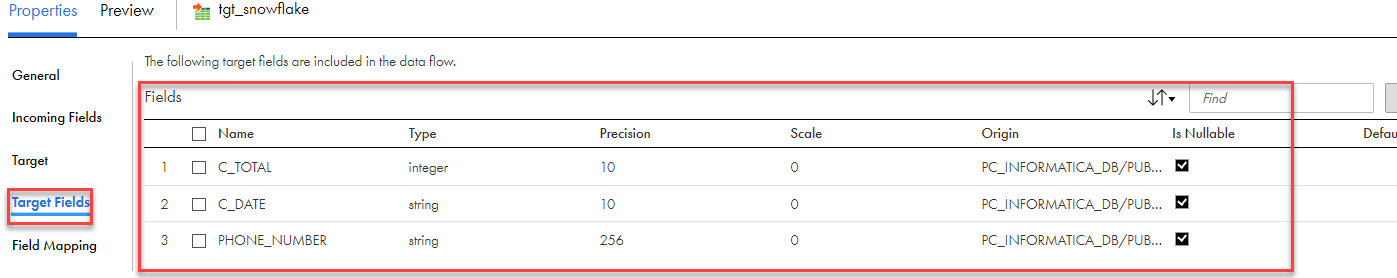 Properties Preview tgt_snowflake
The following target fields are included in the data flow.
General
Fields Find
Incoming Fields
Name Type Precision Scale Origin Is Nullable Defau
Target
1 C_TOTAL integer 10 0 PC_INFORMATICA_DB/PUB...
Target Fields
2 C_DATE string 10 0 PC_INFORMATICA_DB/PUB...
Field Mapping
3 PHONE_NUMBER string 256 0 PC_INFORMATICA_DB/PUB...